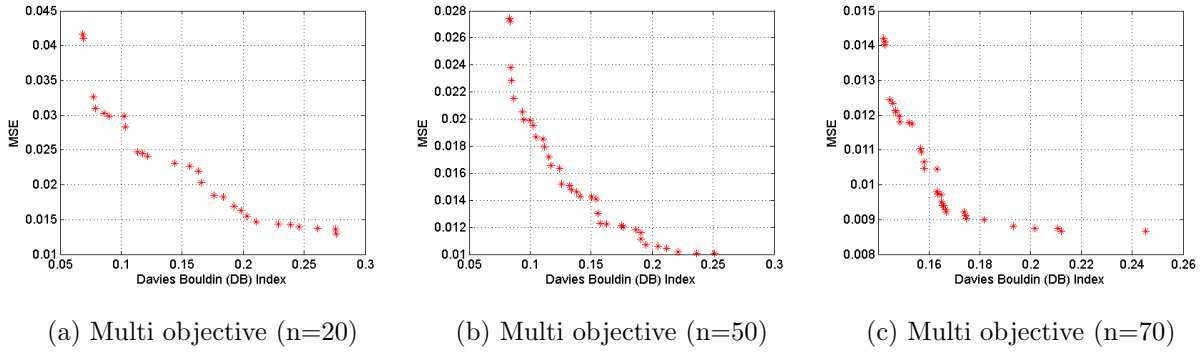 0.045
0.04
0.035
0.03
0.025
0.02
0.015
0.01
MSE
0.05 0.1 0.15 0.2 0.25 0.3
Davies Bouldin (DB) Index
(a) Multi objective (n=20)
0.028
0.026
0.024
0.022
0.02
0.018
0.016
0.014
0.012
0.01
MSE
0.05 0.1 0.15 0.2 0.25 0.3
Davies Bouldin (DB) Index
(b) Multi objective (n=50)
0.015
0.014
0.013
0.012
0.011
0.01
0.009
0.008
MSE
0.16 0.18 0.2 0.22 0.24 0.26
Davies Bouldin (DB) Index
(c) Multi objective (n=70)